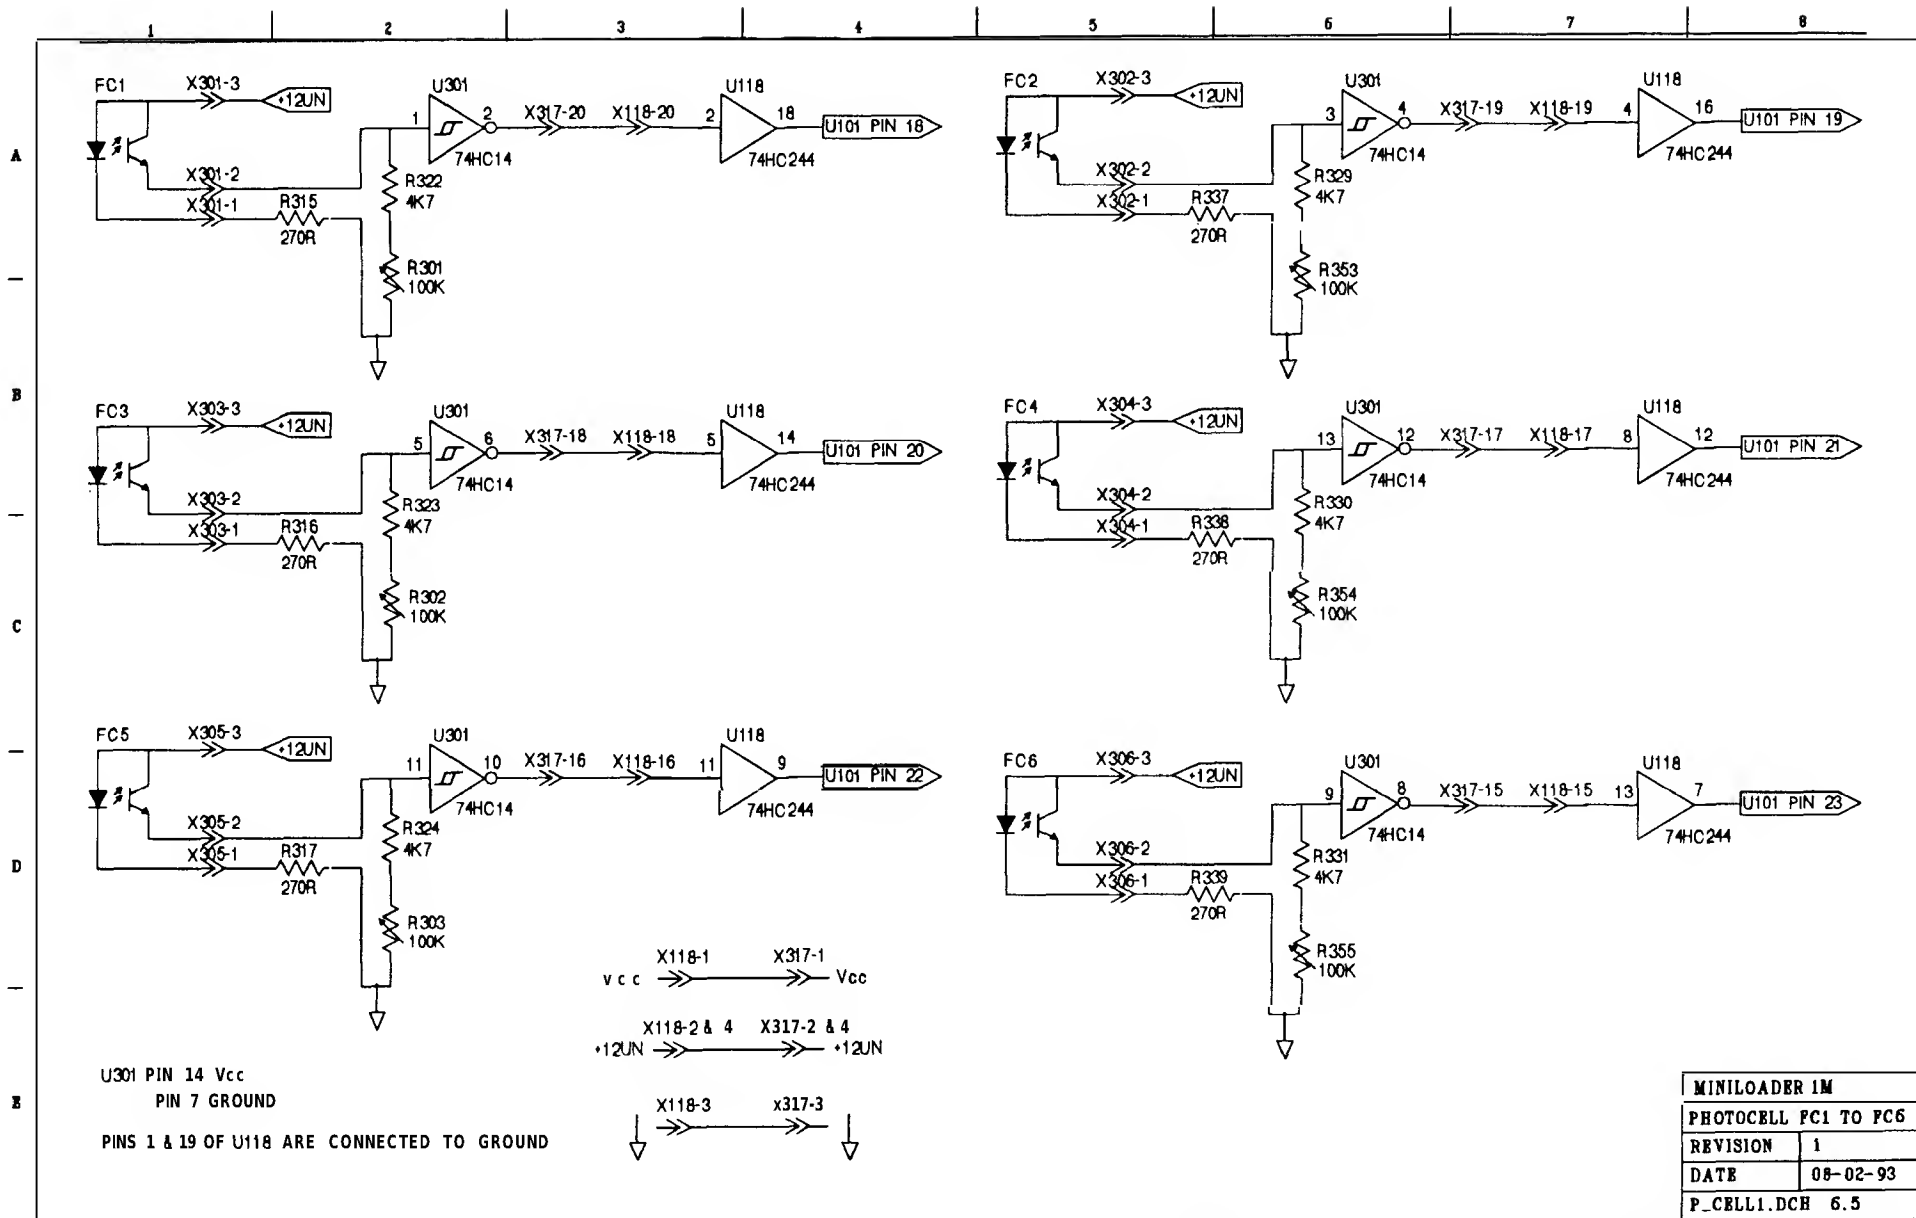 1 2 3 4 5 6 7 8
A
B
C
D
E
FC1 X301-3 +12UN U301 U118
1 2 X317-20 X118-20 2 18 U101 PIN 18
74HC14 74HC244
X301-2
X301-1 R315 270R
R322 4K7
R301 100K
FC2 X302-3 +12UN U301 U118
3 4 X317-19 X118-19 4 16 U101 PIN 19
74HC14 74HC244
X302-2
X302-1 R337 270R
R329 4K7
R353 100K
FC3 X303-3 +12UN U301 U118
5 6 X317-18 X118-18 5 14 U101 PIN 20
74HC14 74HC244
X303-2
X303-1 R316 270R
R323 4K7
R302 100K
FC4 X304-3 +12UN U301 U118
13 12 X317-17 X118-17 8 12 U101 PIN 21
74HC14 74HC244
X304-2
X304-1 R338 270R
R330 4K7
R354 100K
FC5 X305-3 +12UN U301 U118
11 10 X317-16 X118-16 11 9 U101 PIN 22
74HC14 74HC244
X305-2
X305-1 R317 270R
R324 4K7
R303 100K
FC6 X306-3 +12UN U301 U118
9 8 X317-15 X118-15 13 7 U101 PIN 23
74HC14 74HC244
X306-2
X306-1 R339 270R
R331 4K7
R355 100K
X118-1 X317-1
vcc Vcc
X118-2 & 4 X317-2 & 4
+12UN +12UN
X118-3 x317-3
U301 PIN 14 Vcc
PIN 7 GROUND
PINS 1 & 19 OF U118 ARE CONNECTED TO GROUND
MINILOADER 1M
PHOTOCELL FC1 TO FC6
REVISION 1
DATE 08-02-93
P_CELL1.DCH 6.5